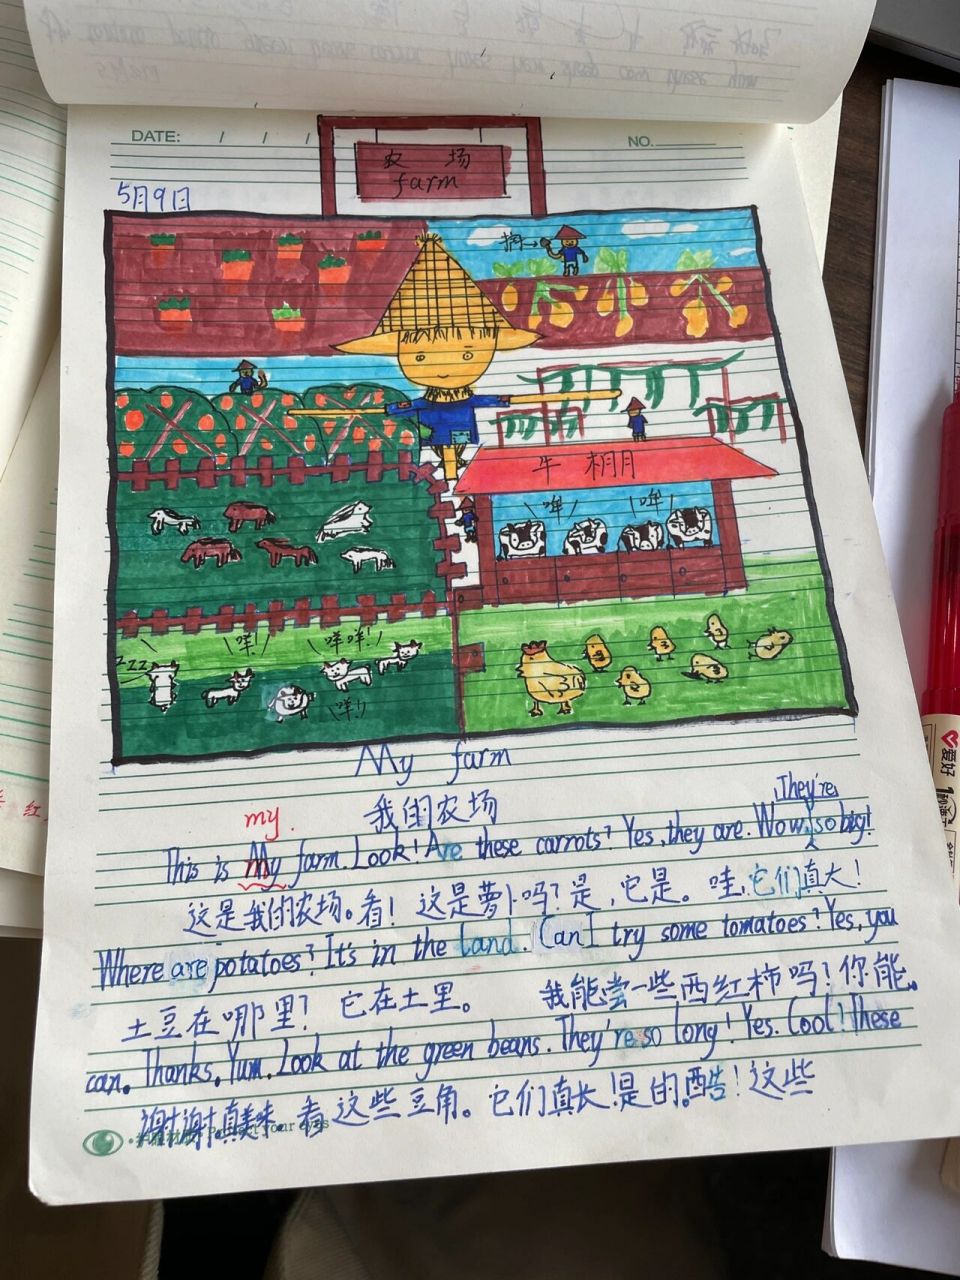 DATE: / / /
NO.
农 场
farm
5月9日
牛 棚
\哞/ \哞/
zzz \咩!/ \咩咩!/
\咩!/
My farm
my.
我的农场
They're
This is My farm. Look! Are these carrots? Yes, they are. Wow, so big!
这是我的农场。看! 这是萝卜吗?是,它是。 哇,它们真大!
Where are potatoes? It's in the land. Can I try some tomatoes? Yes, you
土豆在哪里? 它在土里。 我能尝一些西红柿吗?你能。
can. Thanks. Yum. Look at the green beans. They're so long! Yes. Cool! These
谢谢.真美味.看这些豆角。它们真长!是的.酷!这些
Protect your eyes
爱好